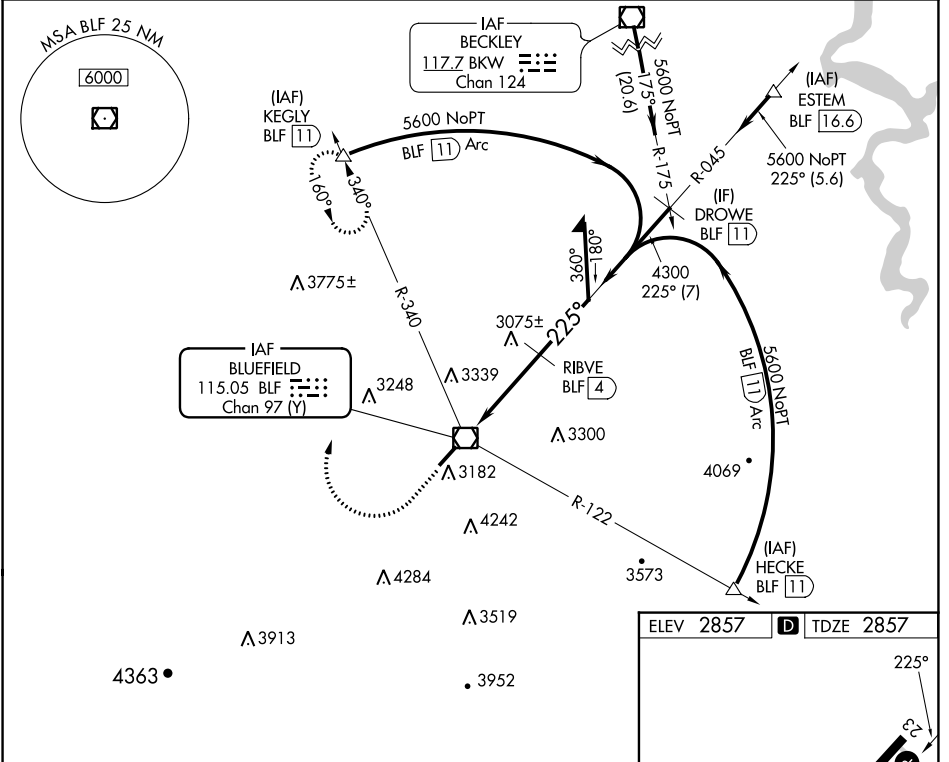 MSA BLF 25 NM
6000
IAF
BECKLEY
117.7 BKW
Chan 124
5600 NoPT
175°
(20.6)
R-175
(IAF)
ESTEM
BLF 16.6
5600 NoPT
225° (5.6)
R-045
(IAF)
KEGLY
BLF 11
5600 NoPT
BLF 11 Arc
340°
160°
(IF)
DROWE
BLF 11
360°
180°
4300
225° (7)
3775±
R-340
3075±
225°
RIBVE
BLF 4
5600 NoPT
BLF 11 Arc
IAF
BLUEFIELD
115.05 BLF
Chan 97 (Y)
3248
3339
3300
3182
4069
R-122
4242
(IAF)
HECKE
BLF 11
3573
4284
3519
3913
4363
3952
ELEV 2857 D TDZE 2857
225°
23